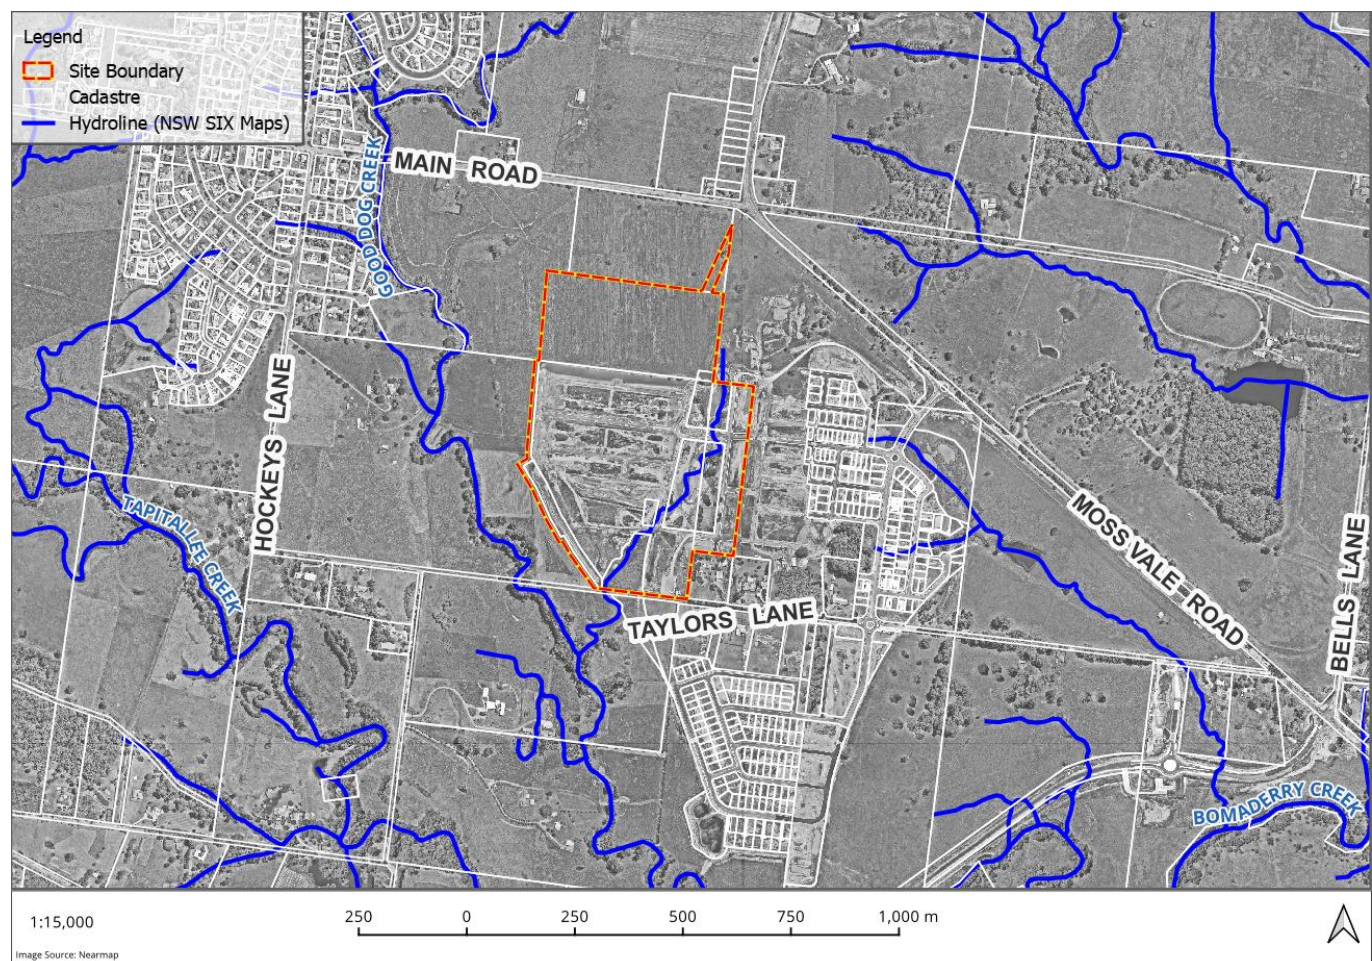 Legend
Site Boundary
Cadastre
Hydroline (NSW SIX Maps)
MAIN ROAD
GOOD DOG CREEK
HOCKEYS LANE
TAPITALLEE CREEK
MOSS VALE ROAD
BELLS LANE
TAYLORS LANE
BOMADERRY CREEK
1:15,000
250 0 250 500 750 1,000 m
Image Source: Nearmap